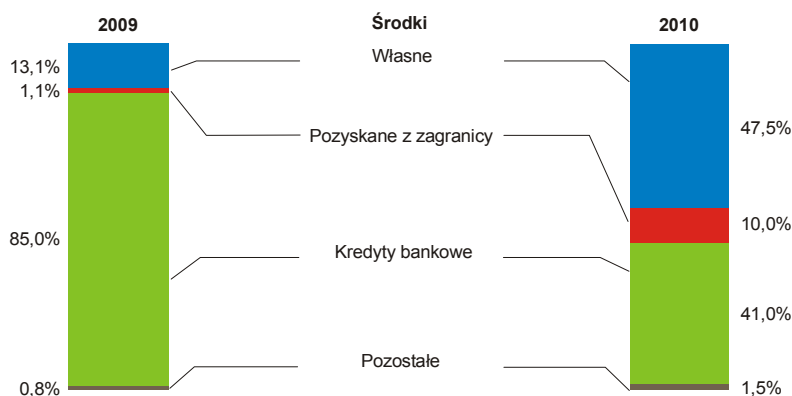 2009 Środki 2010
Własne
13,1%
1,1%
47,5%
Pozyskane z zagranicy
10,0%
85,0%
Kredyty bankowe
41,0%
Pozostałe
0,8%
1,5%